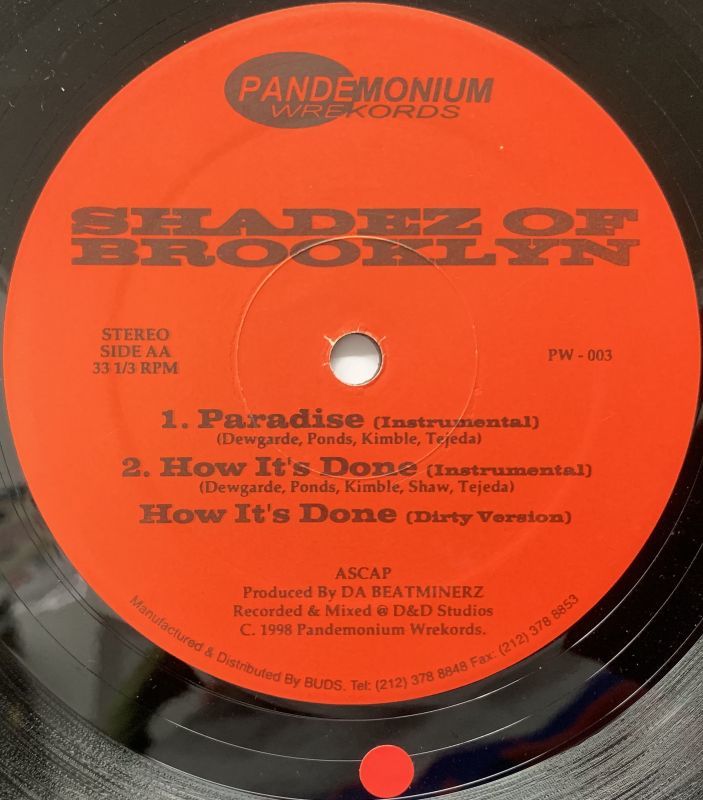 PANDEMONIUM
WREKORDS
SHADEZ OF
BROOKLYN
STEREO
SIDE AA
33 1/3 RPM
PW - 003
1. Paradise (Instrumental)
(Dewgarde, Ponds, Kimble, Tejeda)
2. How It's Done (Instrumental)
(Dewgarde, Ponds, Kimble, Shaw, Tejeda)
How It's Done (Dirty Version)
ASCAP
Produced By DA BEATMINERZ
Recorded & Mixed @ D&D Studios
C. 1998 Pandemonium Wrekords.
Manufactured & Distributed By BUDS. Tel: (212) 378 8848 Fax: (212) 378 8853